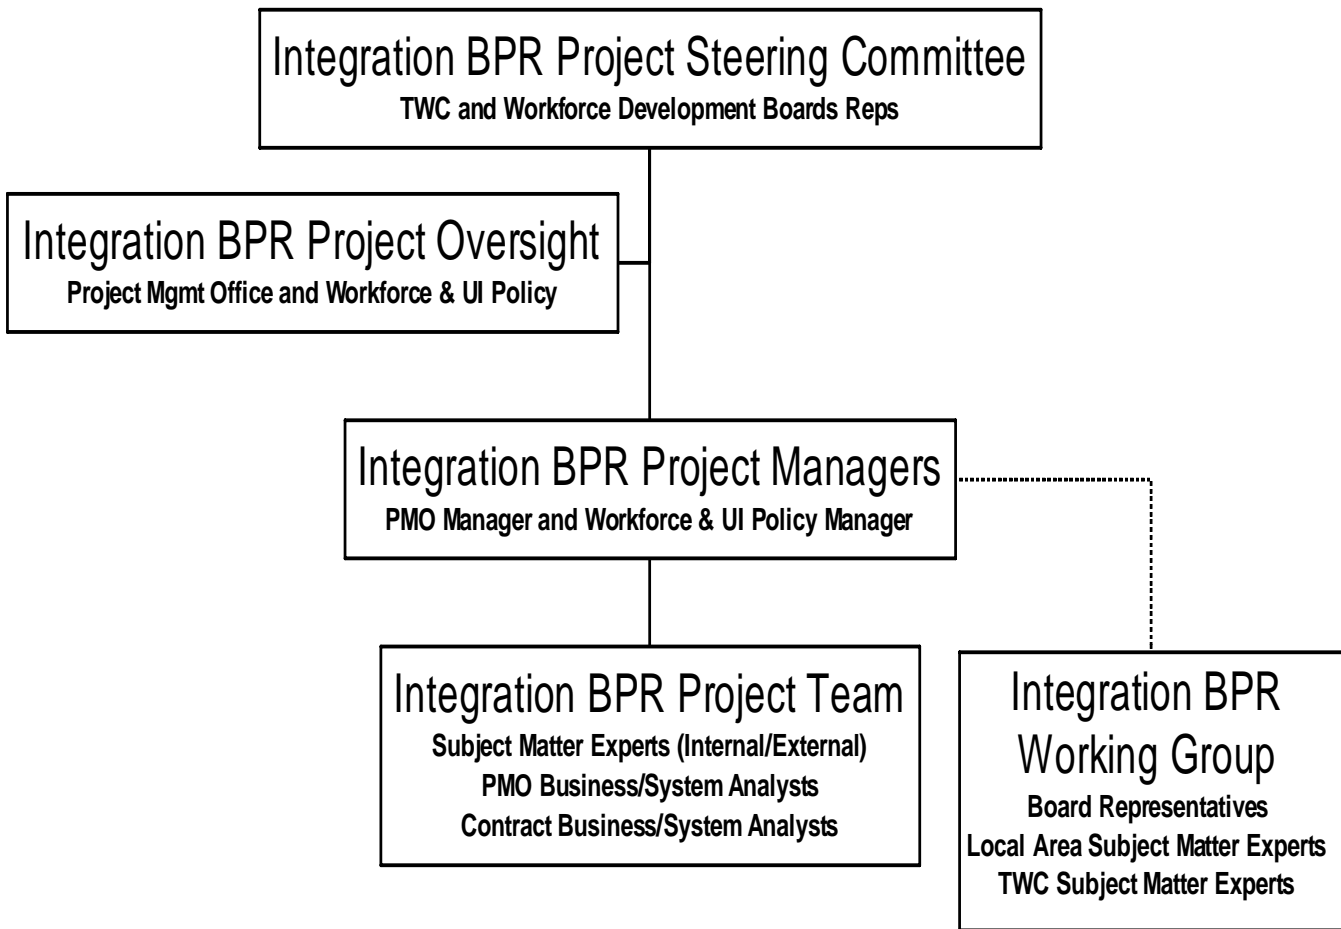 Integration BPR Project Steering Committee
TWC and Workforce Development Boards Reps
Integration BPR Project Oversight
Project Mgmt Office and Workforce & UI Policy
Integration BPR Project Managers
PMO Manager and Workforce & UI Policy Manager
Integration BPR Project Team
Subject Matter Experts (Internal/External)
PMO Business/System Analysts
Contract Business/System Analysts
Integration BPR
Working Group
Board Representatives
Local Area Subject Matter Experts
TWC Subject Matter Experts